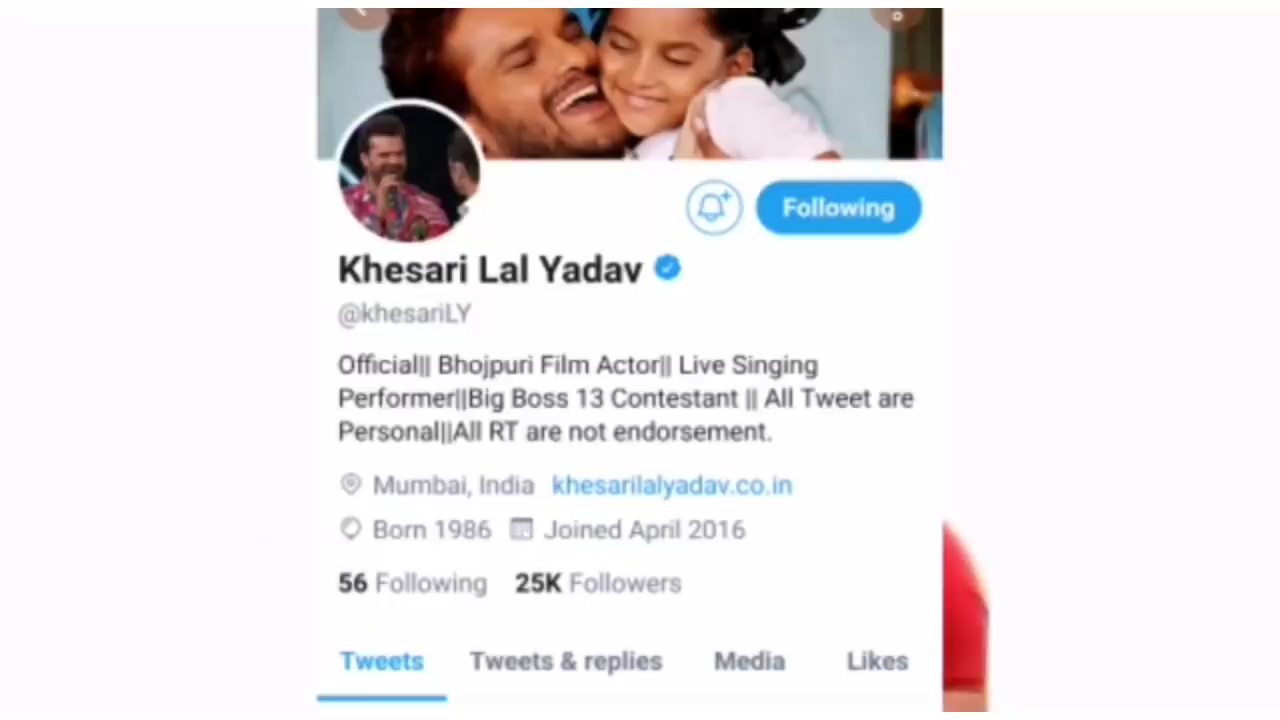 Following
Khesari Lal Yadav
@khesariLY
Official|| Bhojpuri Film Actor|| Live Singing
Performer||Big Boss 13 Contestant || All Tweet are
Personal||All RT are not endorsement.
Mumbai, India khesarilalyadav.co.in
Born 1986 Joined April 2016
56 Following 25K Followers
Tweets Tweets & replies Media Likes